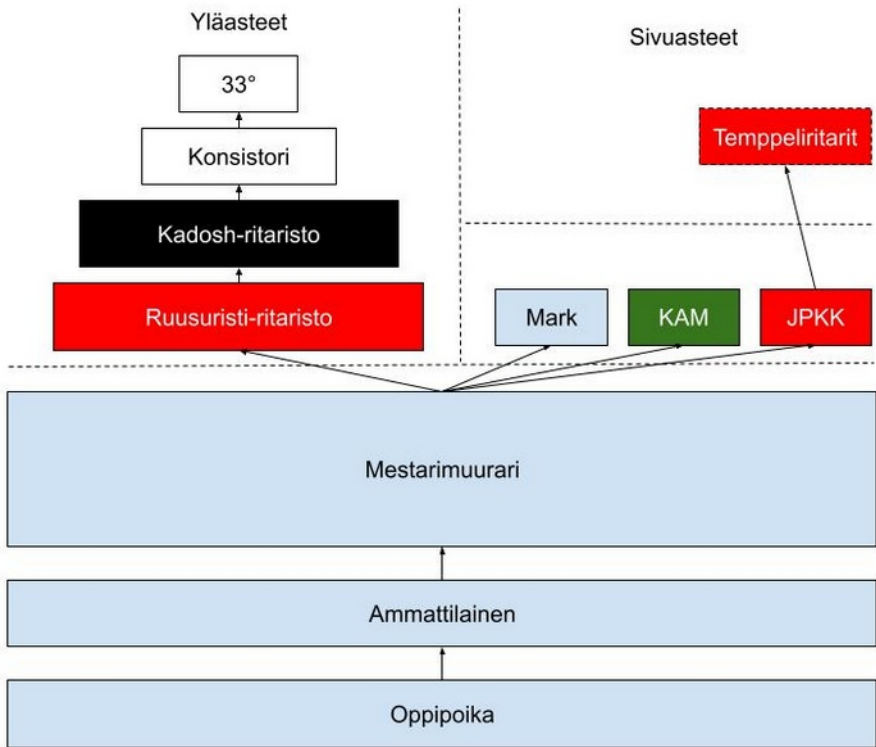 Yläasteet
Sivuasteet
33°
Konsistori
Kadosh-ritaristo
Ruusuristi-ritaristo
Temppeliritarit
Mark
KAM
JPKK
Mestarimuurari
Ammattilainen
Oppipoika